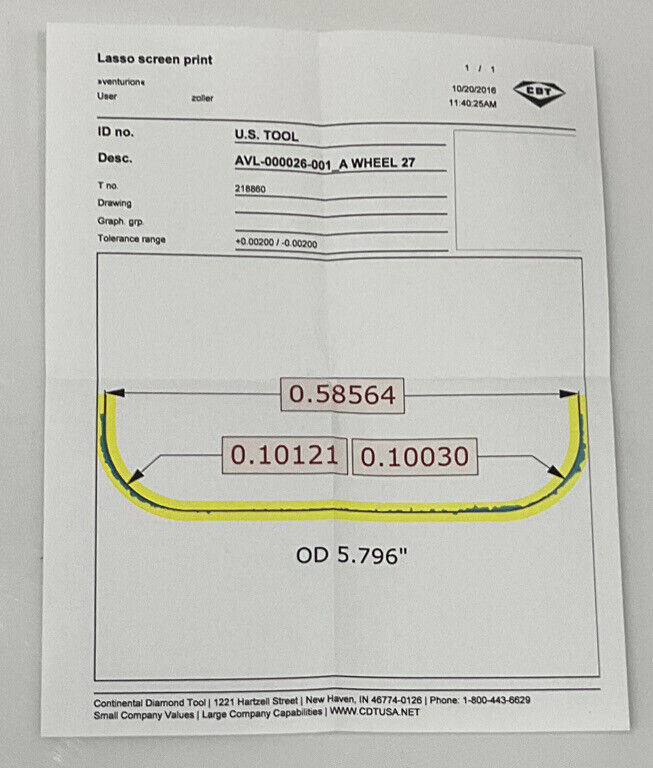 Lasso screen print
1 / 1
»venturion«
10/20/2016
User zoller
11:40:25AM
CDT
ID no. U.S. TOOL
Desc. AVL-000026-001_A WHEEL 27
T no. 218860
Drawing
Graph. grp.
Tolerance range +0.00200 / -0.00200
0.58564
0.10121 0.10030
OD 5.796"
Continental Diamond Tool | 1221 Hartzell Street | New Haven, IN 46774-0126 | Phone: 1-800-443-6629
Small Company Values | Large Company Capabilities | WWW.CDTUSA.NET